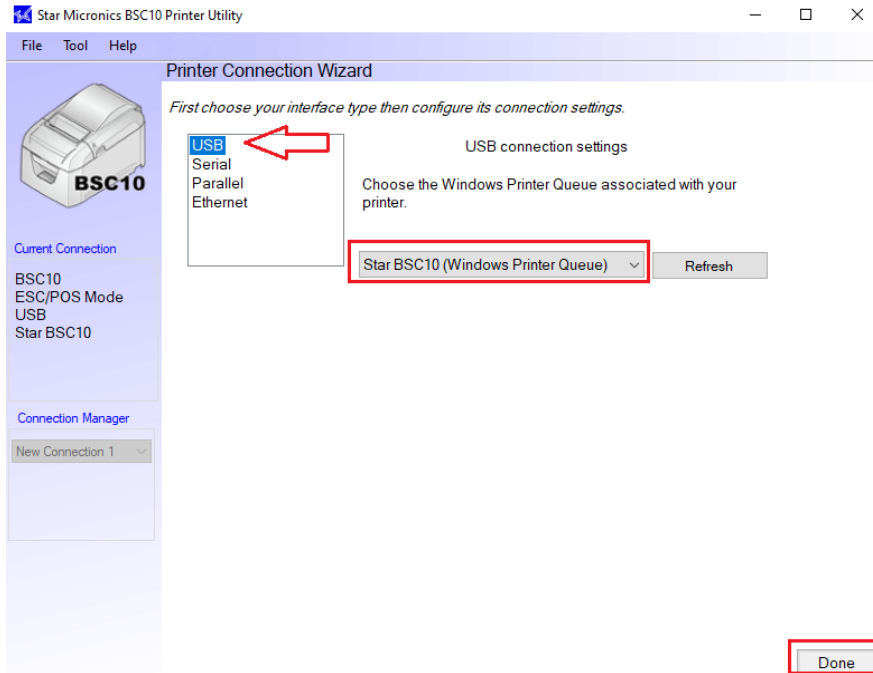 Star Micronics BSC10 Printer Utility
File Tool Help
Printer Connection Wizard
First choose your interface type then configure its connection settings.
BSC10
USB
Serial
Parallel
Ethernet
USB connection settings
Choose the Windows Printer Queue associated with your
printer.
Star BSC10 (Windows Printer Queue)
Refresh
Current Connection
BSC10
ESC/POS Mode
USB
Star BSC10
Connection Manager
New Connection 1
Done